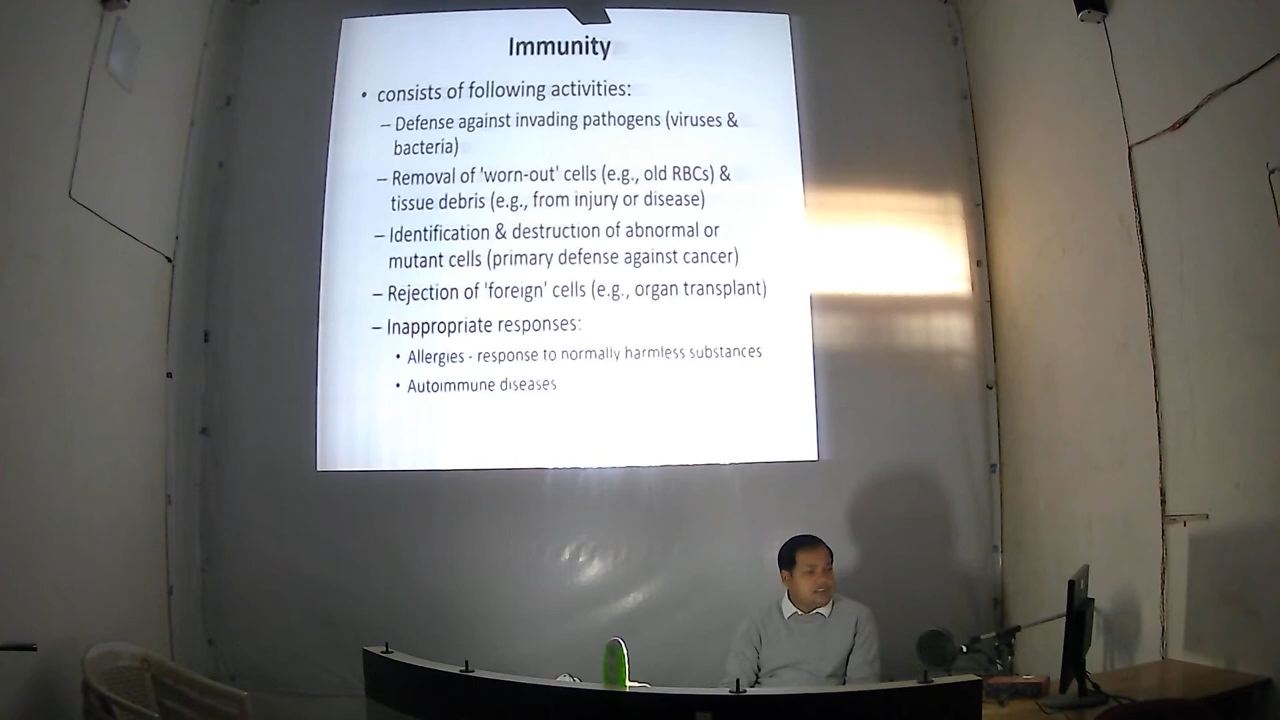 Immunity
• consists of following activities:
– Defense against invading pathogens (viruses &
bacteria)
– Removal of 'worn-out' cells (e.g., old RBCs) &
tissue debris (e.g., from injury or disease)
– Identification & destruction of abnormal or
mutant cells (primary defense against cancer)
– Rejection of 'foreign' cells (e.g., organ transplant)
– Inappropriate responses:
• Allergies - response to normally harmless substances
• Autoimmune diseases